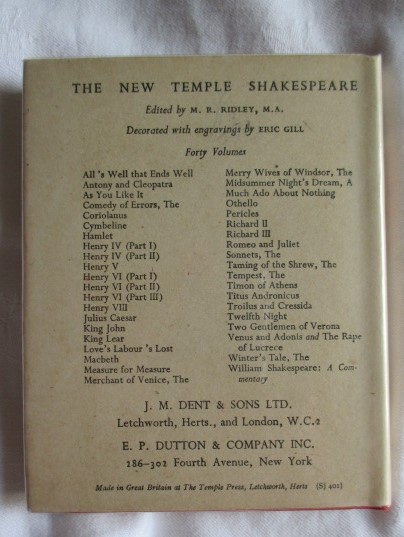 THE NEW TEMPLE SHAKESPEARE
Edited by M. R. RIDLEY, M.A.
Decorated with engravings by ERIC GILL
Forty Volumes
All 's Well that Ends Well
Antony and Cleopatra
As You Like It
Comedy of Errors, The
Coriolanus
Cymbeline
Hamlet
Henry IV (Part I)
Henry IV (Part II)
Henry V
Henry VI (Part I)
Henry VI (Part II)
Henry VI (Part III)
Henry VIII
Julius Caesar
King John
King Lear
Love's Labour 's Lost
Macbeth
Measure for Measure
Merchant of Venice, The
Merry Wives of Windsor, The
Midsummer Night's Dream, A
Much Ado About Nothing
Othello
Pericles
Richard II
Richard III
Romeo and Juliet
Sonnets, The
Taming of the Shrew, The
Tempest, The
Timon of Athens
Titus Andronicus
Troilus and Cressida
Twelfth Night
Two Gentlemen of Verona
Venus and Adonis and The Rape
of Lucrece
Winter's Tale, The
William Shakespeare: A Com-
mentary
J. M. DENT & SONS LTD.
Letchworth, Herts., and London, W.C.2
E. P. DUTTON & COMPANY INC.
286-302 Fourth Avenue, New York
Made in Great Britain at The Temple Press, Letchworth, Herts (Sj 402)